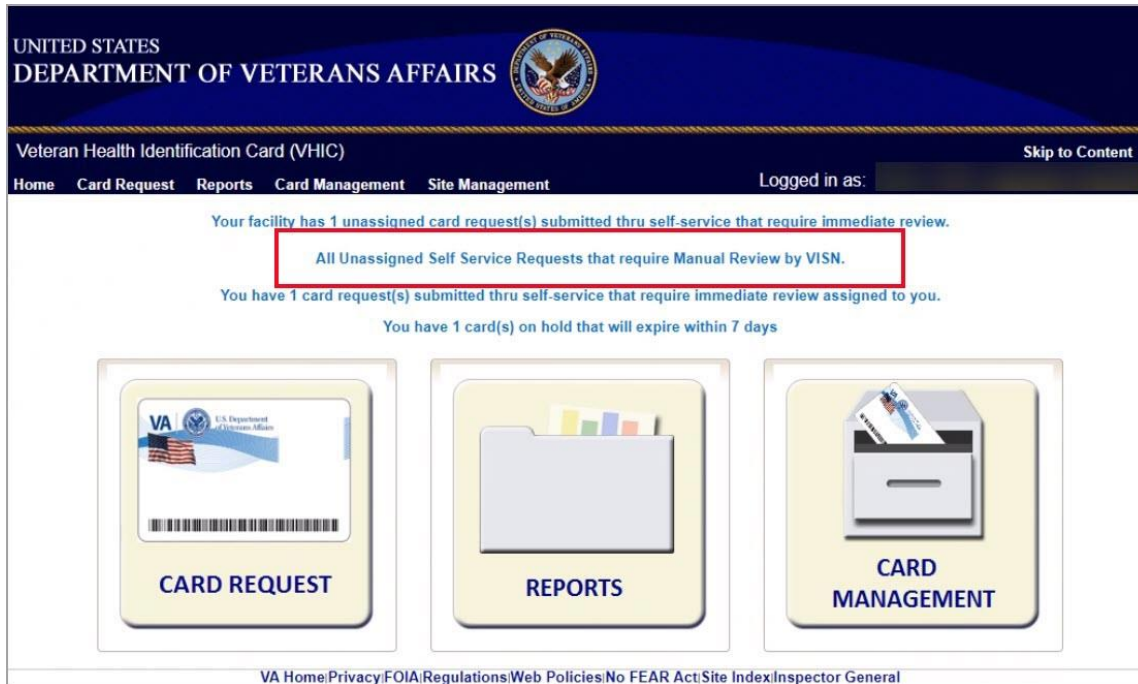 UNITED STATES
DEPARTMENT OF VETERANS AFFAIRS
Veteran Health Identification Card (VHIC)
Skip to Content
Home Card Request Reports Card Management Site Management Logged in as:
Your facility has 1 unassigned card request(s) submitted thru self-service that require immediate review.
All Unassigned Self Service Requests that require Manual Review by VISN.
You have 1 card request(s) submitted thru self-service that require immediate review assigned to you.
You have 1 card(s) on hold that will expire within 7 days
VA
U.S. Department
of Veterans Affairs
CARD REQUEST
REPORTS
CARD
MANAGEMENT
VA Home|Privacy|FOIA|Regulations|Web Policies|No FEAR Act|Site Index|Inspector General